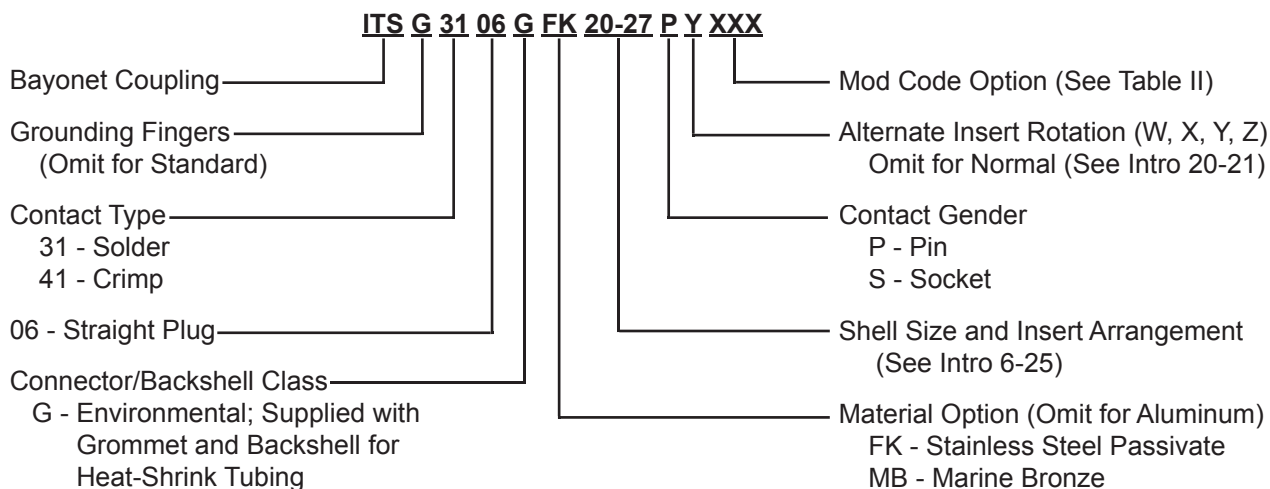 ITS G 31 06 G FK 20-27 P Y XXX
Bayonet Coupling
Grounding Fingers
(Omit for Standard)
Contact Type
31 - Solder
41 - Crimp
06 - Straight Plug
Connector/Backshell Class
G - Environmental; Supplied with
Grommet and Backshell for
Heat-Shrink Tubing
Mod Code Option (See Table II)
Alternate Insert Rotation (W, X, Y, Z)
Omit for Normal (See Intro 20-21)
Contact Gender
P - Pin
S - Socket
Shell Size and Insert Arrangement
(See Intro 6-25)
Material Option (Omit for Aluminum)
FK - Stainless Steel Passivate
MB - Marine Bronze